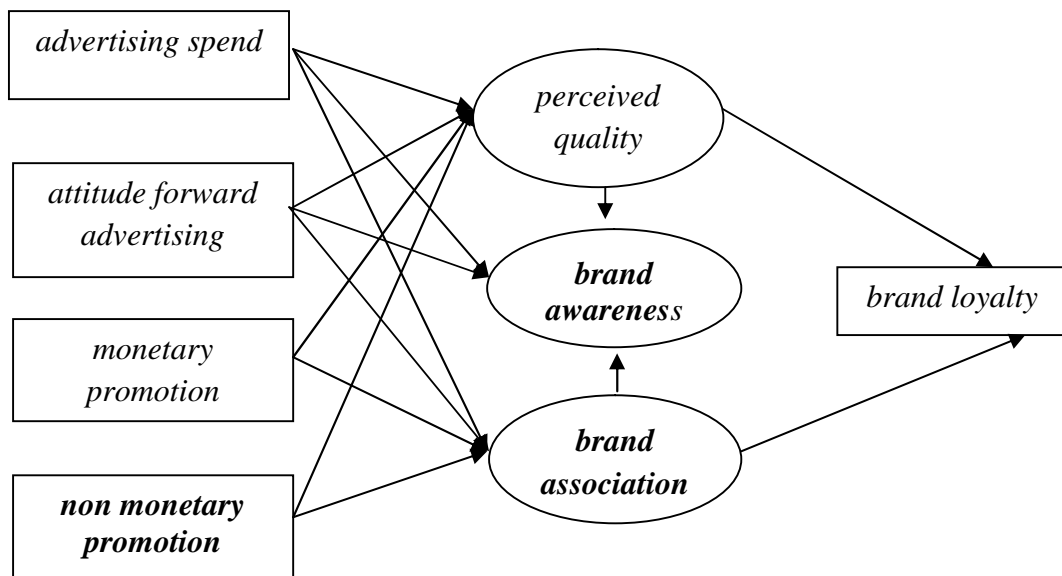 advertising spend
attitude forward
advertising
monetary
promotion
non monetary
promotion
perceived
quality
brand
awareness
brand
association
brand loyalty